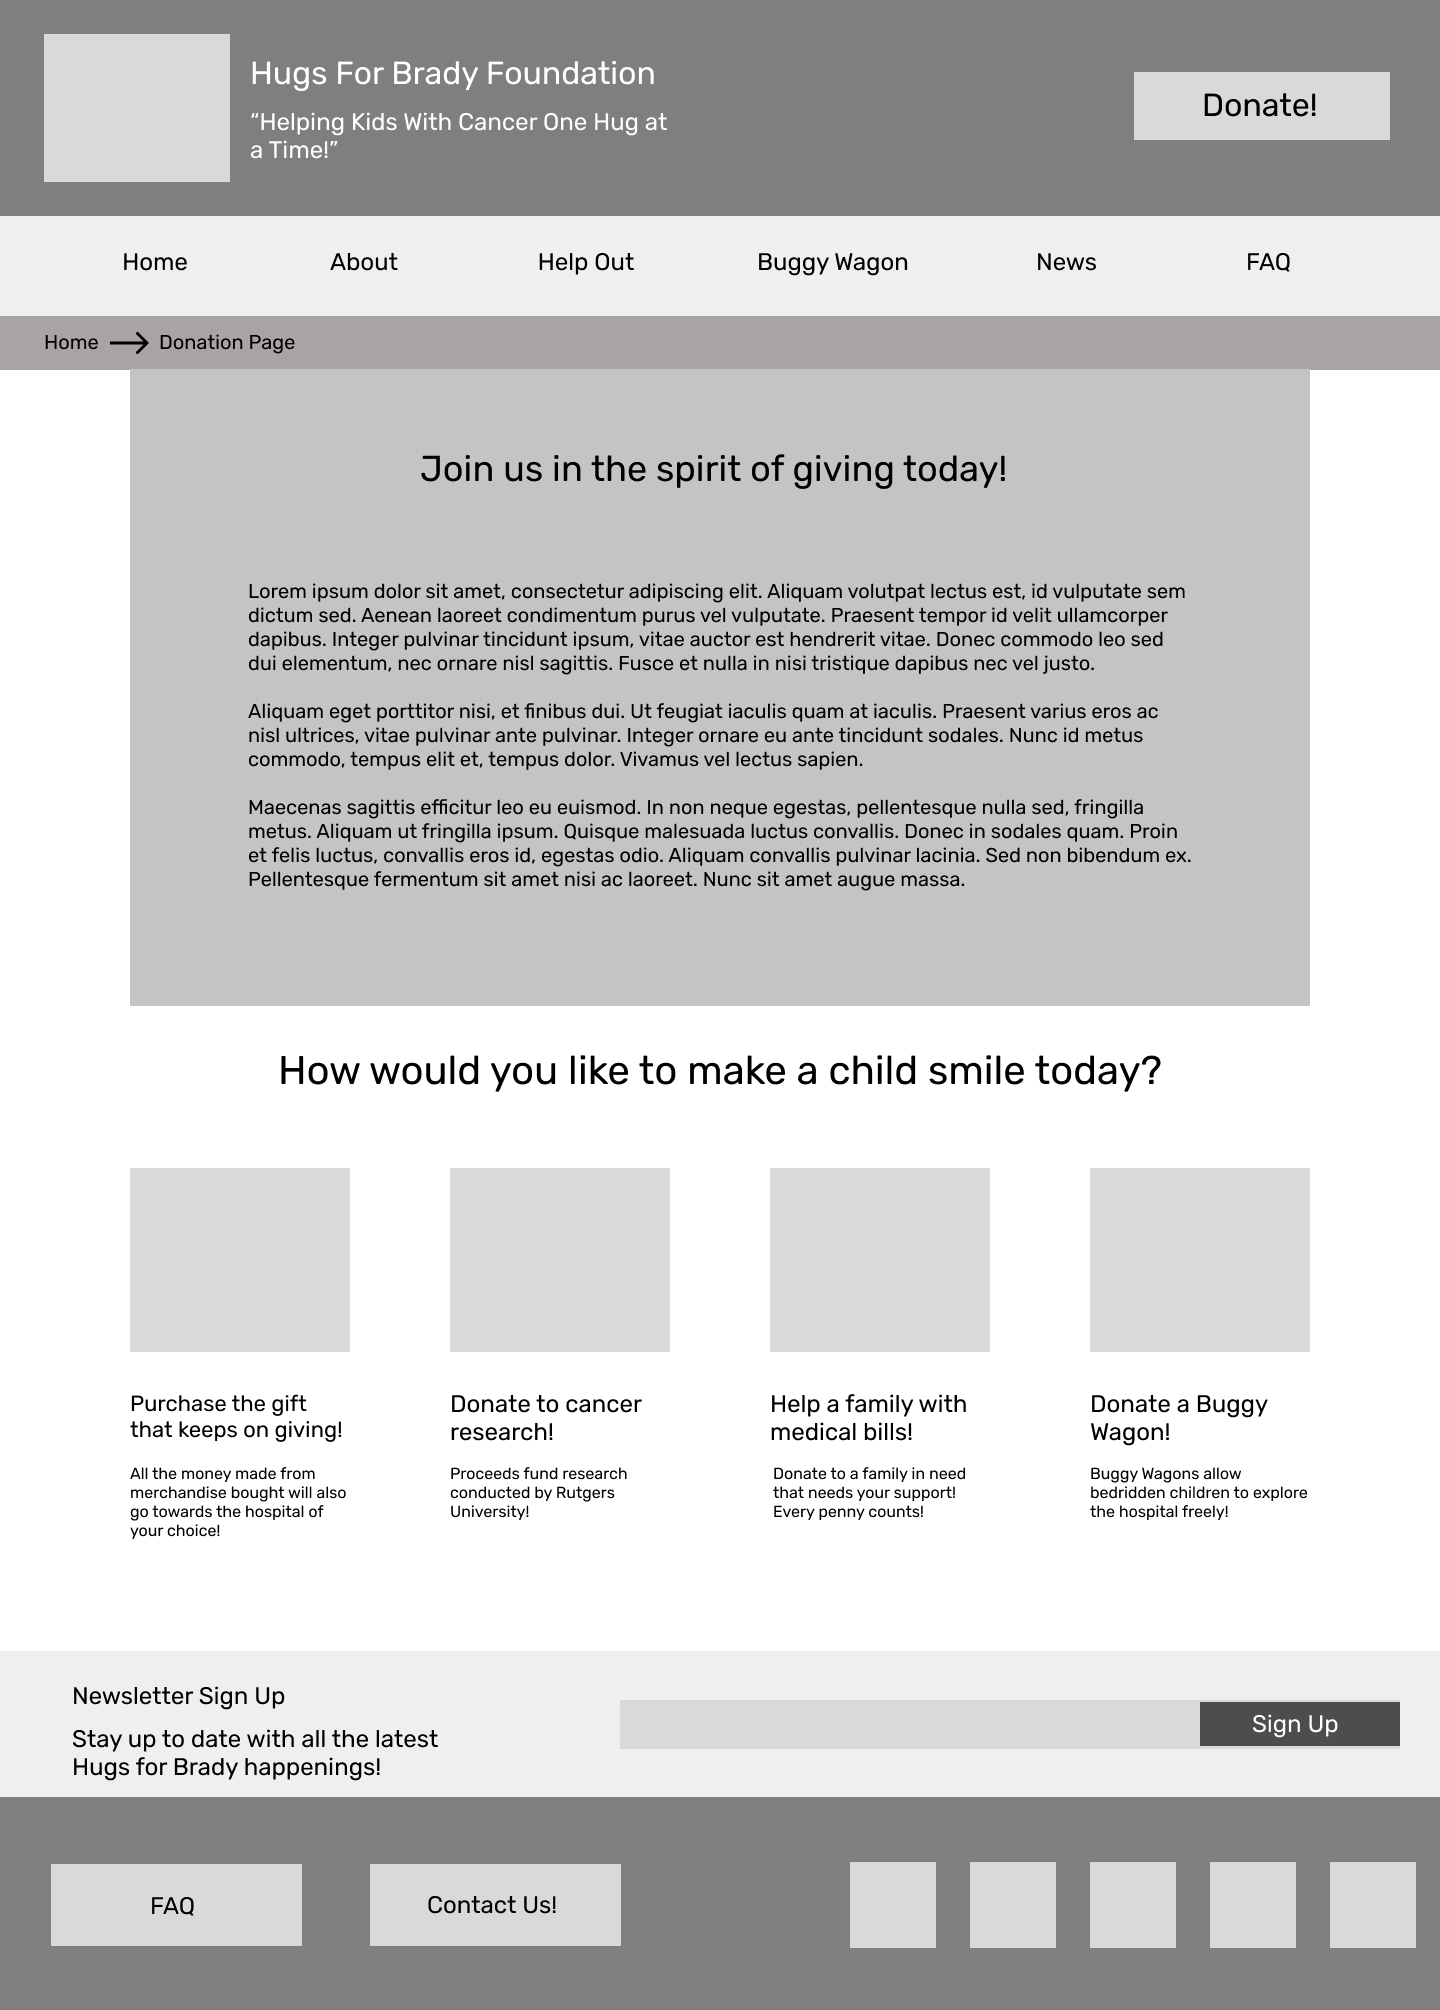 Hugs For Brady Foundation
“Helping Kids With Cancer One Hug at
a Time!”
Donate!
Home
About
Help Out
Buggy Wagon
News
FAQ
Home
Donation Page
Join us in the spirit of giving today!
Lorem ipsum dolor sit amet, consectetur adipiscing elit. Aliquam volutpat lectus est, id vulputate sem
dictum sed. Aenean laoreet condimentum purus vel vulputate. Praesent tempor id velit ullamcorper
dapibus. Integer pulvinar tincidunt ipsum, vitae auctor est hendrerit vitae. Donec commodo leo sed
dui elementum, nec ornare nisl sagittis. Fusce et nulla in nisi tristique dapibus nec vel justo.
Aliquam eget porttitor nisi, et finibus dui. Ut feugiat iaculis quam at iaculis. Praesent varius eros ac
nisl ultrices, vitae pulvinar ante pulvinar. Integer ornare eu ante tincidunt sodales. Nunc id metus
commodo, tempus elit et, tempus dolor. Vivamus vel lectus sapien.
Maecenas sagittis efficitur leo eu euismod. In non neque egestas, pellentesque nulla sed, fringilla
metus. Aliquam ut fringilla ipsum. Quisque malesuada luctus convallis. Donec in sodales quam. Proin
et felis luctus, convallis eros id, egestas odio. Aliquam convallis pulvinar lacinia. Sed non bibendum ex.
Pellentesque fermentum sit amet nisi ac laoreet. Nunc sit amet augue massa.
How would you like to make a child smile today?
Purchase the gift
that keeps on giving!
All the money made from
merchandise bought will also
go towards the hospital of
your choice!
Donate to cancer
research!
Proceeds fund research
conducted by Rutgers
University!
Help a family with
medical bills!
Donate to a family in need
that needs your support!
Every penny counts!
Donate a Buggy
Wagon!
Buggy Wagons allow
bedridden children to explore
the hospital freely!
Newsletter Sign Up
Stay up to date with all the latest
Hugs for Brady happenings!
Sign Up
FAQ
Contact Us!